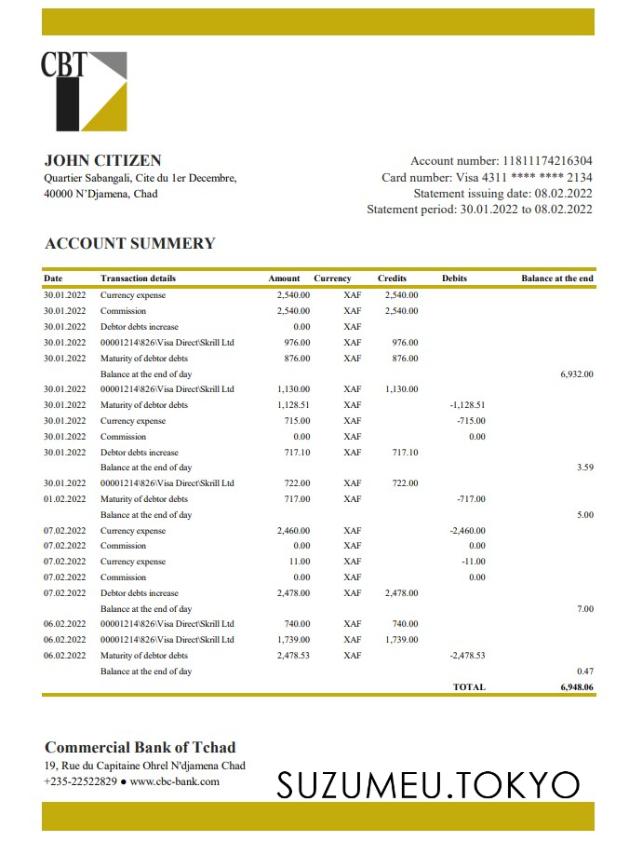 CBT
JOHN CITIZEN
Quartier Sabangali, Cite du 1er Decembre,
40000 N'Djamena, Chad
Account number: 11811174216304
Card number: Visa 4311 **** **** 2134
Statement issuing date: 08.02.2022
Statement period: 30.01.2022 to 08.02.2022
ACCOUNT SUMMERY
Date Transaction details Amount Currency Credits Debits Balance at the end
30.01.2022 Currency expense 2,540.00 XAF 2,540.00
30.01.2022 Commission 2,540.00 XAF 2,540.00
30.01.2022 Debtor debts increase 0.00 XAF
30.01.2022 00001214\826\Visa Direct\Skrill Ltd 976.00 XAF 976.00
30.01.2022 Maturity of debtor debts 876.00 XAF 876.00
Balance at the end of day 6,932.00
30.01.2022 00001214\826\Visa Direct\Skrill Ltd 1,130.00 XAF 1,130.00
30.01.2022 Maturity of debtor debts 1,128.51 XAF -1,128.51
30.01.2022 Currency expense 715.00 XAF -715.00
30.01.2022 Commission 0.00 XAF 0.00
30.01.2022 Debtor debts increase 717.10 XAF 717.10
Balance at the end of day 3.59
30.01.2022 00001214\826\Visa Direct\Skrill Ltd 722.00 XAF 722.00
01.02.2022 Maturity of debtor debts 717.00 XAF -717.00
Balance at the end of day 5.00
07.02.2022 Currency expense 2,460.00 XAF -2,460.00
07.02.2022 Commission 0.00 XAF 0.00
07.02.2022 Currency expense 11.00 XAF -11.00
07.02.2022 Commission 0.00 XAF 0.00
07.02.2022 Debtor debts increase 2,478.00 XAF 2,478.00
Balance at the end of day 7.00
06.02.2022 00001214\826\Visa Direct\Skrill Ltd 740.00 XAF 740.00
06.02.2022 00001214\826\Visa Direct\Skrill Ltd 1,739.00 XAF 1,739.00
06.02.2022 Maturity of debtor debts 2,478.53 XAF -2,478.53
Balance at the end of day 0.47
TOTAL 6,948.06
Commercial Bank of Tchad
19, Rue du Capitaine Ohrel N'djamena Chad
+235-22522829 ● www.cbc-bank.com
SUZUMEU.TOKYO